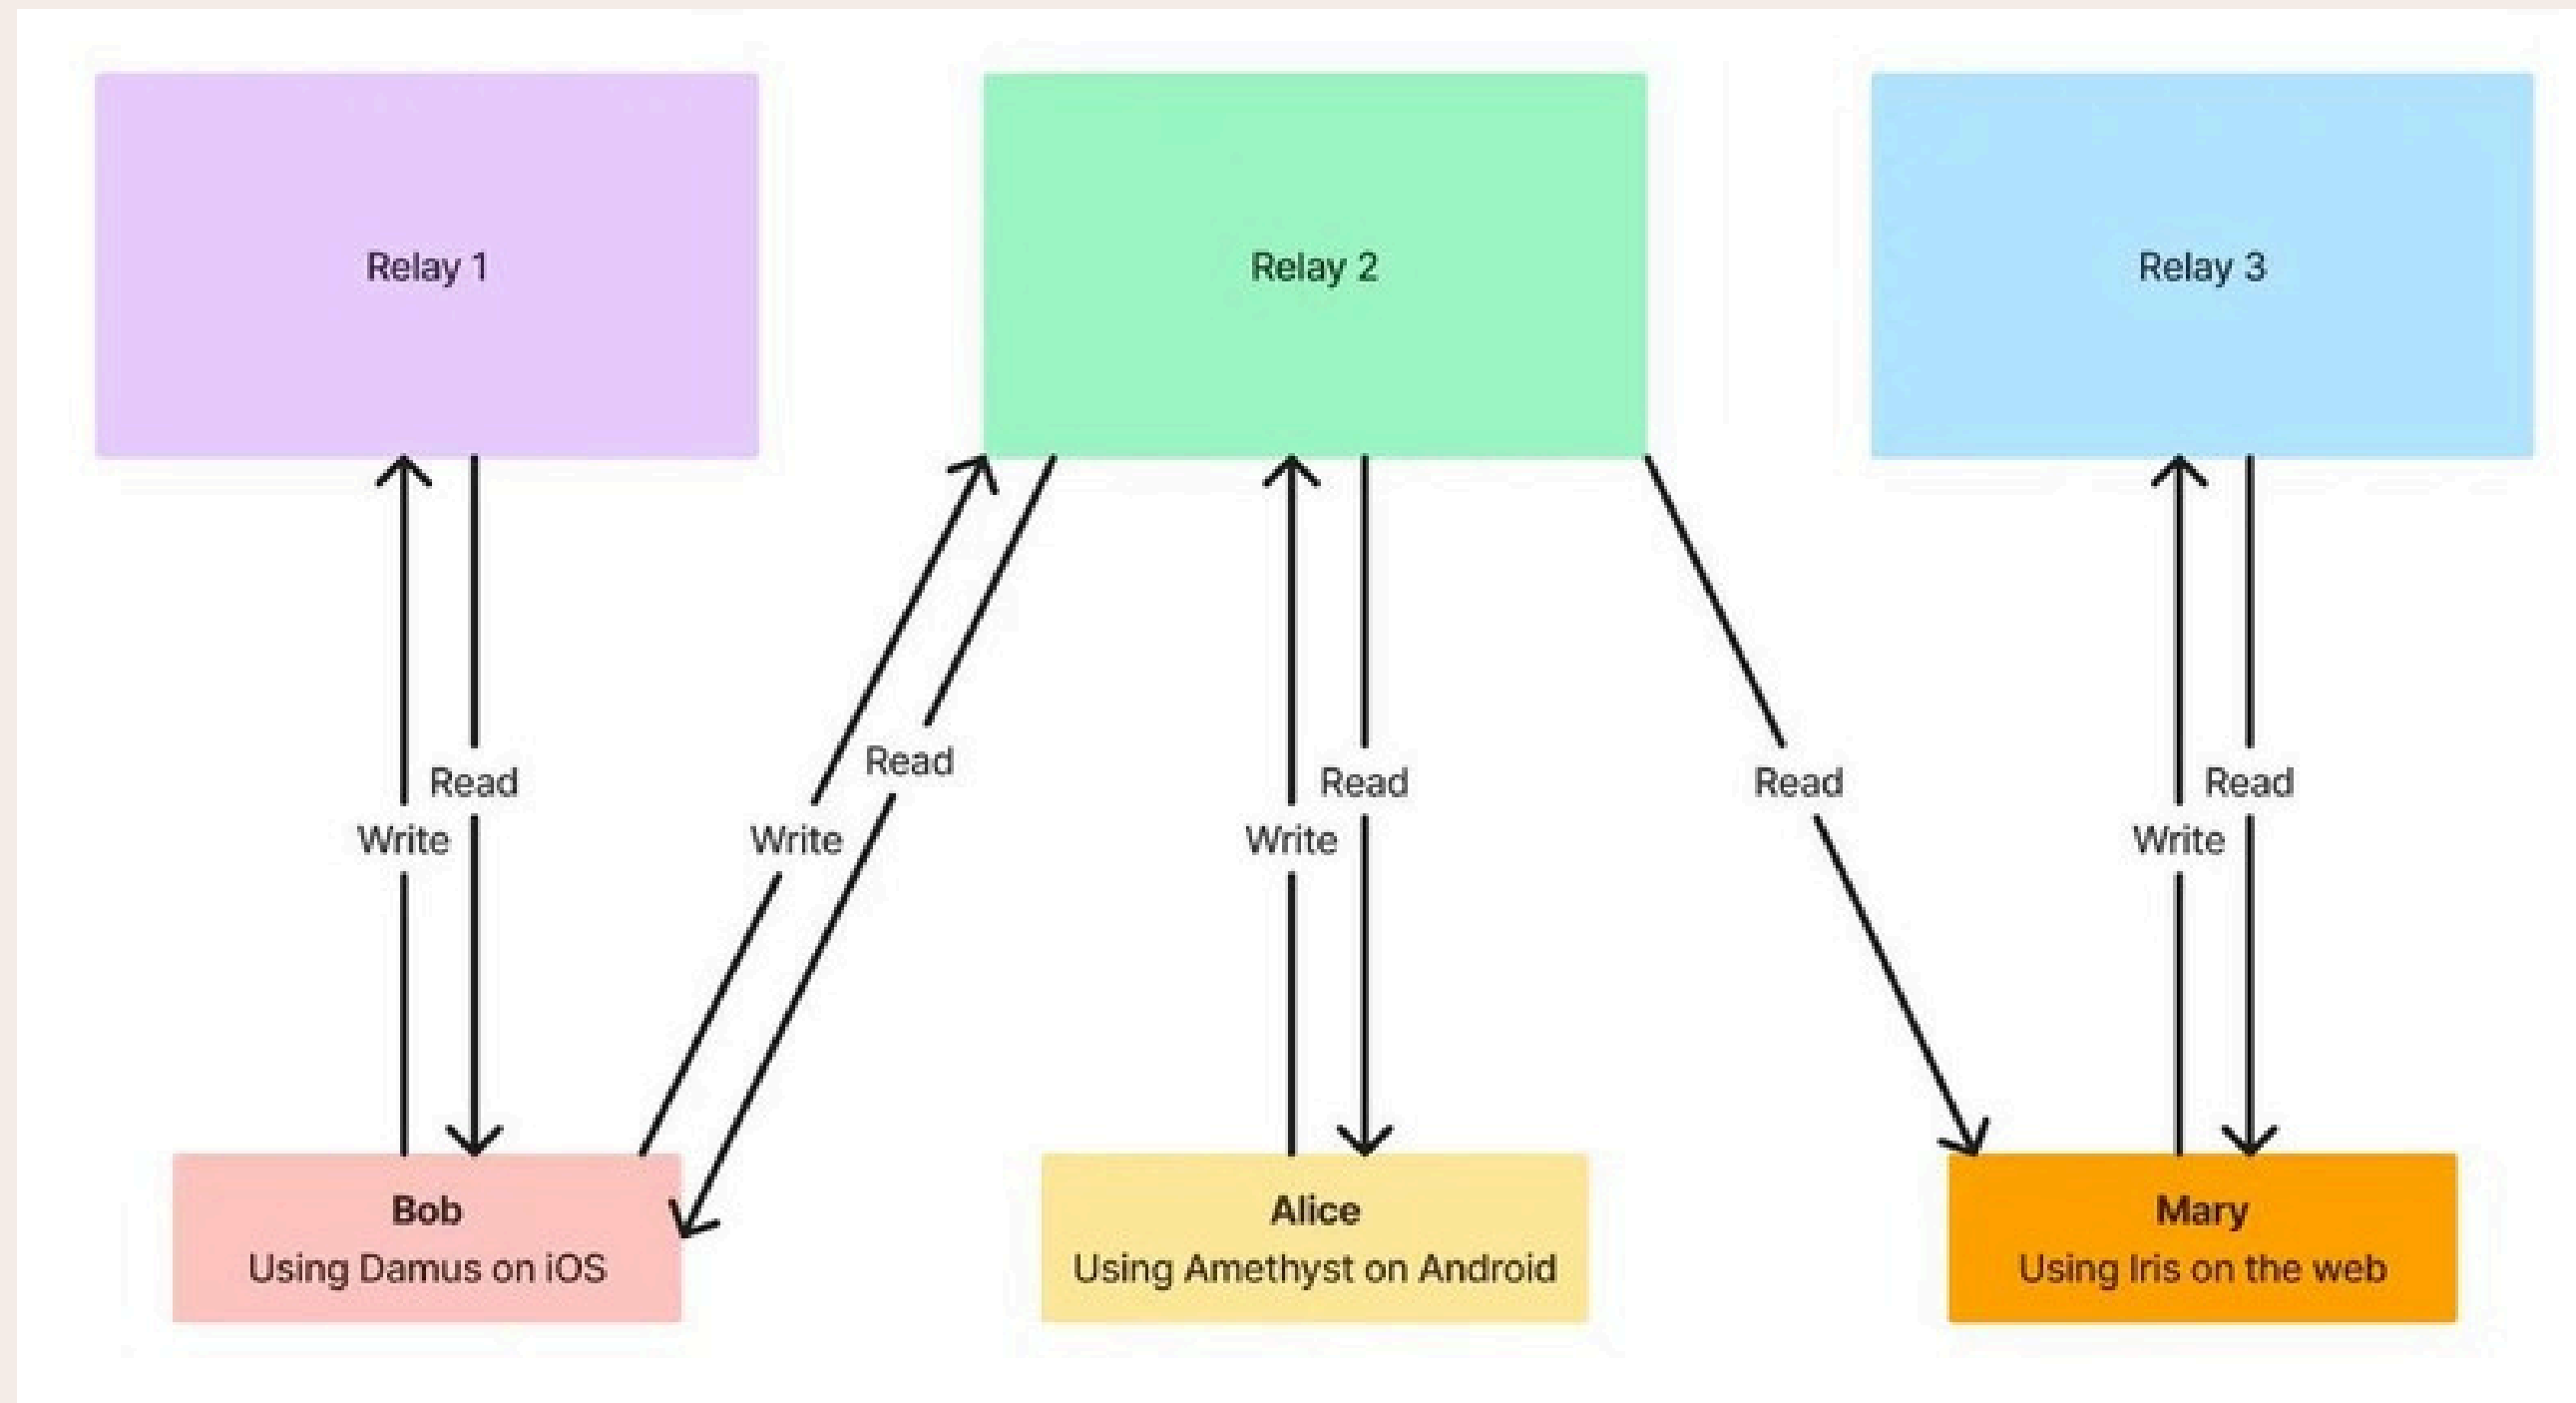 Relay 1
Relay 2
Relay 3
Read
Write
Read
Write
Read
Write
Read
Read
Write
Bob
Using Damus on iOS
Alice
Using Amethyst on Android
Mary
Using Iris on the web